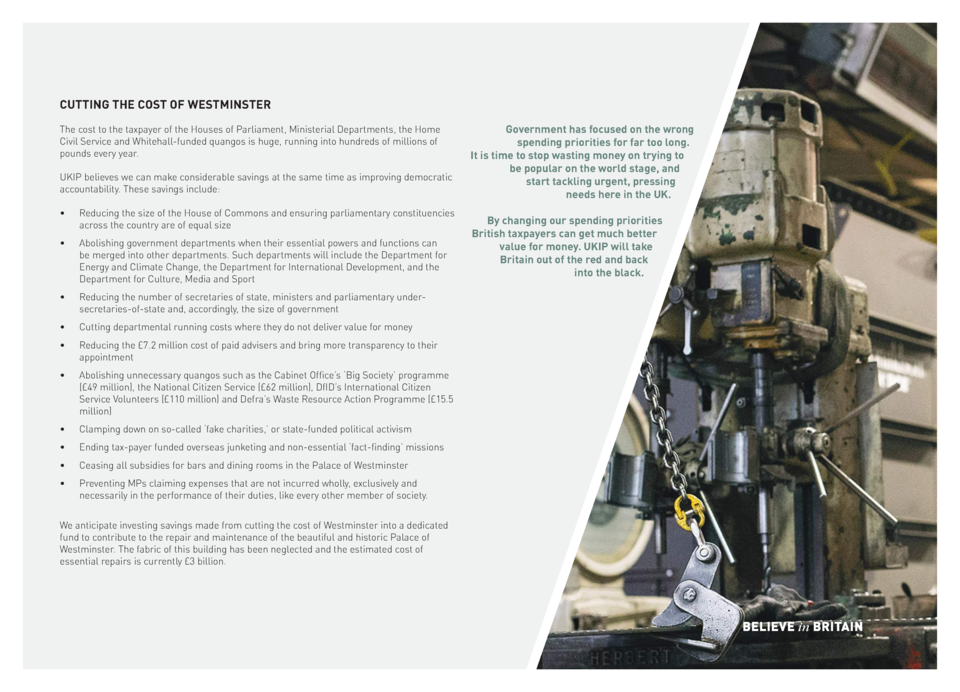 CUTTING THE COST OF WESTMINSTER
The cost to the taxpayer of the Houses of Parliament, Ministerial Departments, the Home
Civil Service and Whitehall-funded quangos is huge, running into hundreds of millions of
pounds every year.
UKIP believes we can make considerable savings at the same time as improving democratic
accountability. These savings include:
• Reducing the size of the House of Commons and ensuring parliamentary constituencies
across the country are of equal size
• Abolishing government departments when their essential powers and functions can
be merged into other departments. Such departments will include the Department for
Energy and Climate Change, the Department for International Development, and the
Department for Culture, Media and Sport
• Reducing the number of secretaries of state, ministers and parliamentary under-
secretaries-of-state and, accordingly, the size of government
• Cutting departmental running costs where they do not deliver value for money
• Reducing the £7.2 million cost of paid advisers and bring more transparency to their
appointment
• Abolishing unnecessary quangos such as the Cabinet Office's 'Big Society' programme
(£49 million), the National Citizen Service (£62 million), DfID's International Citizen
Service Volunteers (£110 million) and Defra's Waste Resource Action Programme (£15.5
million)
• Clamping down on so-called 'fake charities,' or state-funded political activism
• Ending tax-payer funded overseas junketing and non-essential 'fact-finding' missions
• Ceasing all subsidies for bars and dining rooms in the Palace of Westminster
• Preventing MPs claiming expenses that are not incurred wholly, exclusively and
necessarily in the performance of their duties, like every other member of society.
We anticipate investing savings made from cutting the cost of Westminster into a dedicated
fund to contribute to the repair and maintenance of the beautiful and historic Palace of
Westminster. The fabric of this building has been neglected and the estimated cost of
essential repairs is currently £3 billion.
Government has focused on the wrong
spending priorities for far too long.
It is time to stop wasting money on trying to
be popular on the world stage, and
start tackling urgent, pressing
needs here in the UK.
By changing our spending priorities
British taxpayers can get much better
value for money. UKIP will take
Britain out of the red and back
into the black.
BELIEVE in BRITAIN
HERBERT